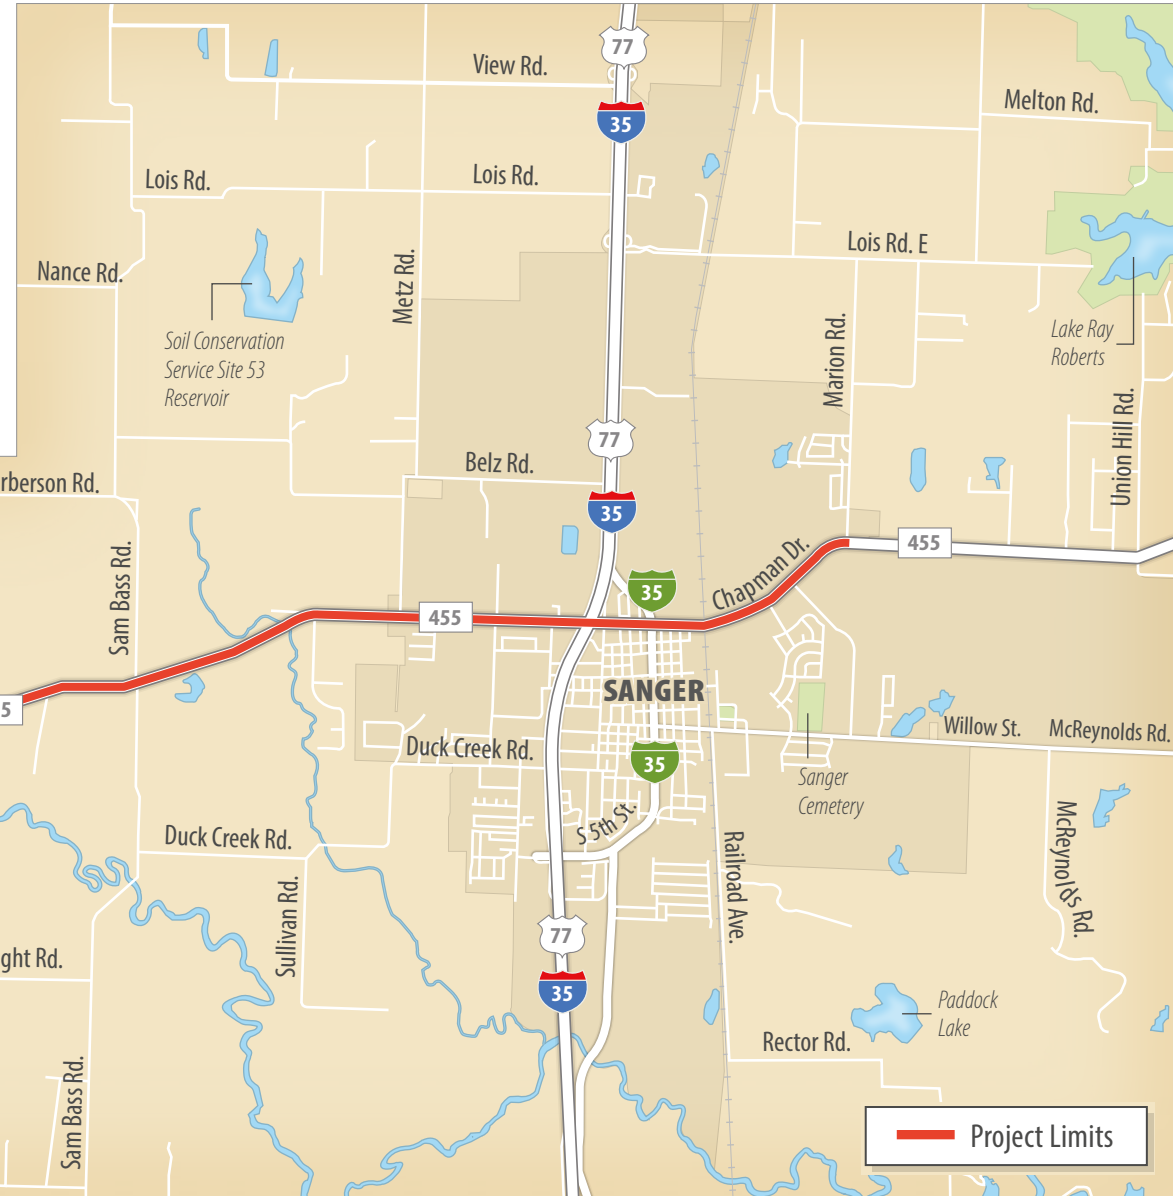 77
View Rd.
35
Melton Rd.
Lois Rd.
Lois Rd.
Lois Rd. E
Nance Rd.
Metz Rd.
Soil Conservation
Service Site 53
Reservoir
Marion Rd.
Lake Ray
Roberts
Union Hill Rd.
77
Belz Rd.
rberson Rd.
35
Sam Bass Rd.
455
Chapman Dr.
35
455
5
SANGER
Willow St.
McReynolds Rd.
Duck Creek Rd.
35
Sanger
Cemetery
S 5th St.
McReynolds Rd.
Duck Creek Rd.
Railroad Ave.
Sullivan Rd.
77
ght Rd.
35
Paddock
Lake
Rector Rd.
Sam Bass Rd.
Project Limits